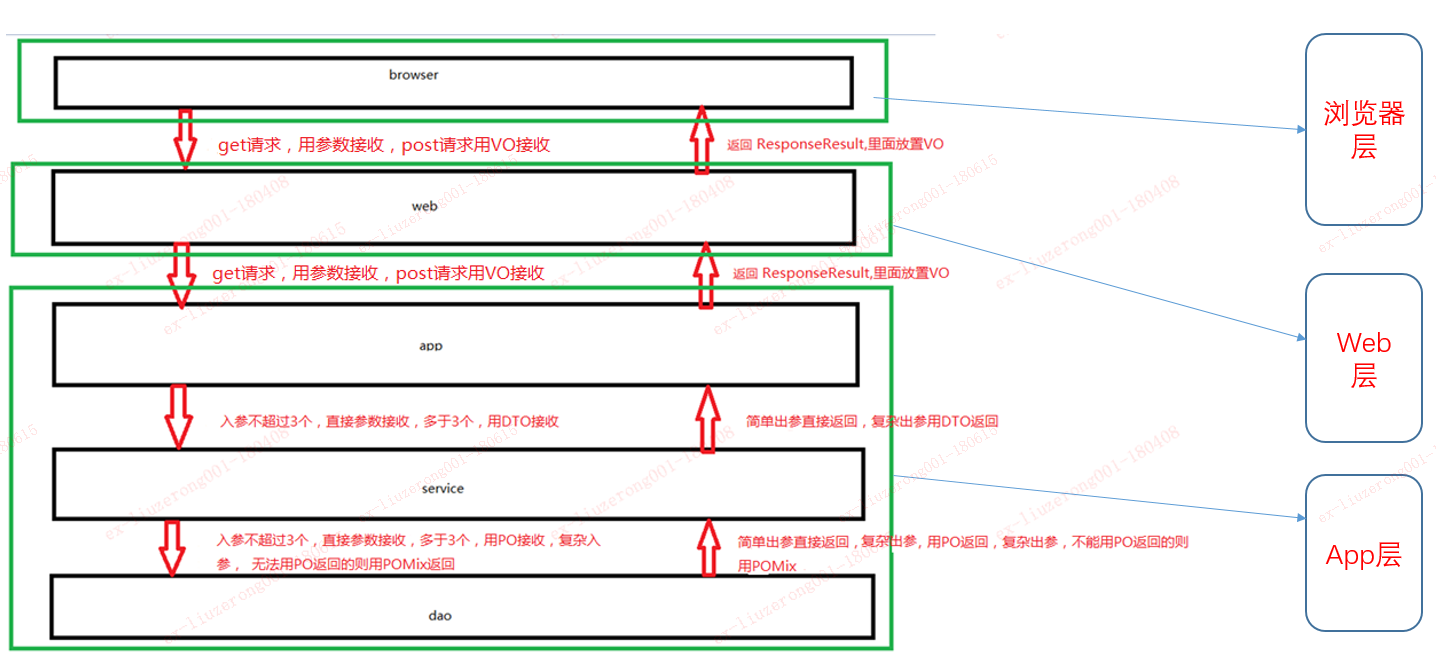 browser
浏览器
层
get请求，用参数接收，post请求用VO接收
返回 ResponseResult,里面放置VO
web
get请求，用参数接收，post请求用VO接收
返回 ResponseResult,里面放置VO
Web
层
app
入参不超过3个，直接参数接收，多于3个，用DTO接收
简单出参直接返回，复杂出参用DTO返回
service
入参不超过3个，直接参数接收，多于3个，用PO接收，复杂入
参， 无法用PO返回的则用POMix返回
简单出参直接返回，复杂出参, 用PO返回，复杂出参，不能用PO返回的则
用POMix
App层
dao
ex-liuzerong001-180408
ex-liuzerong001-180615